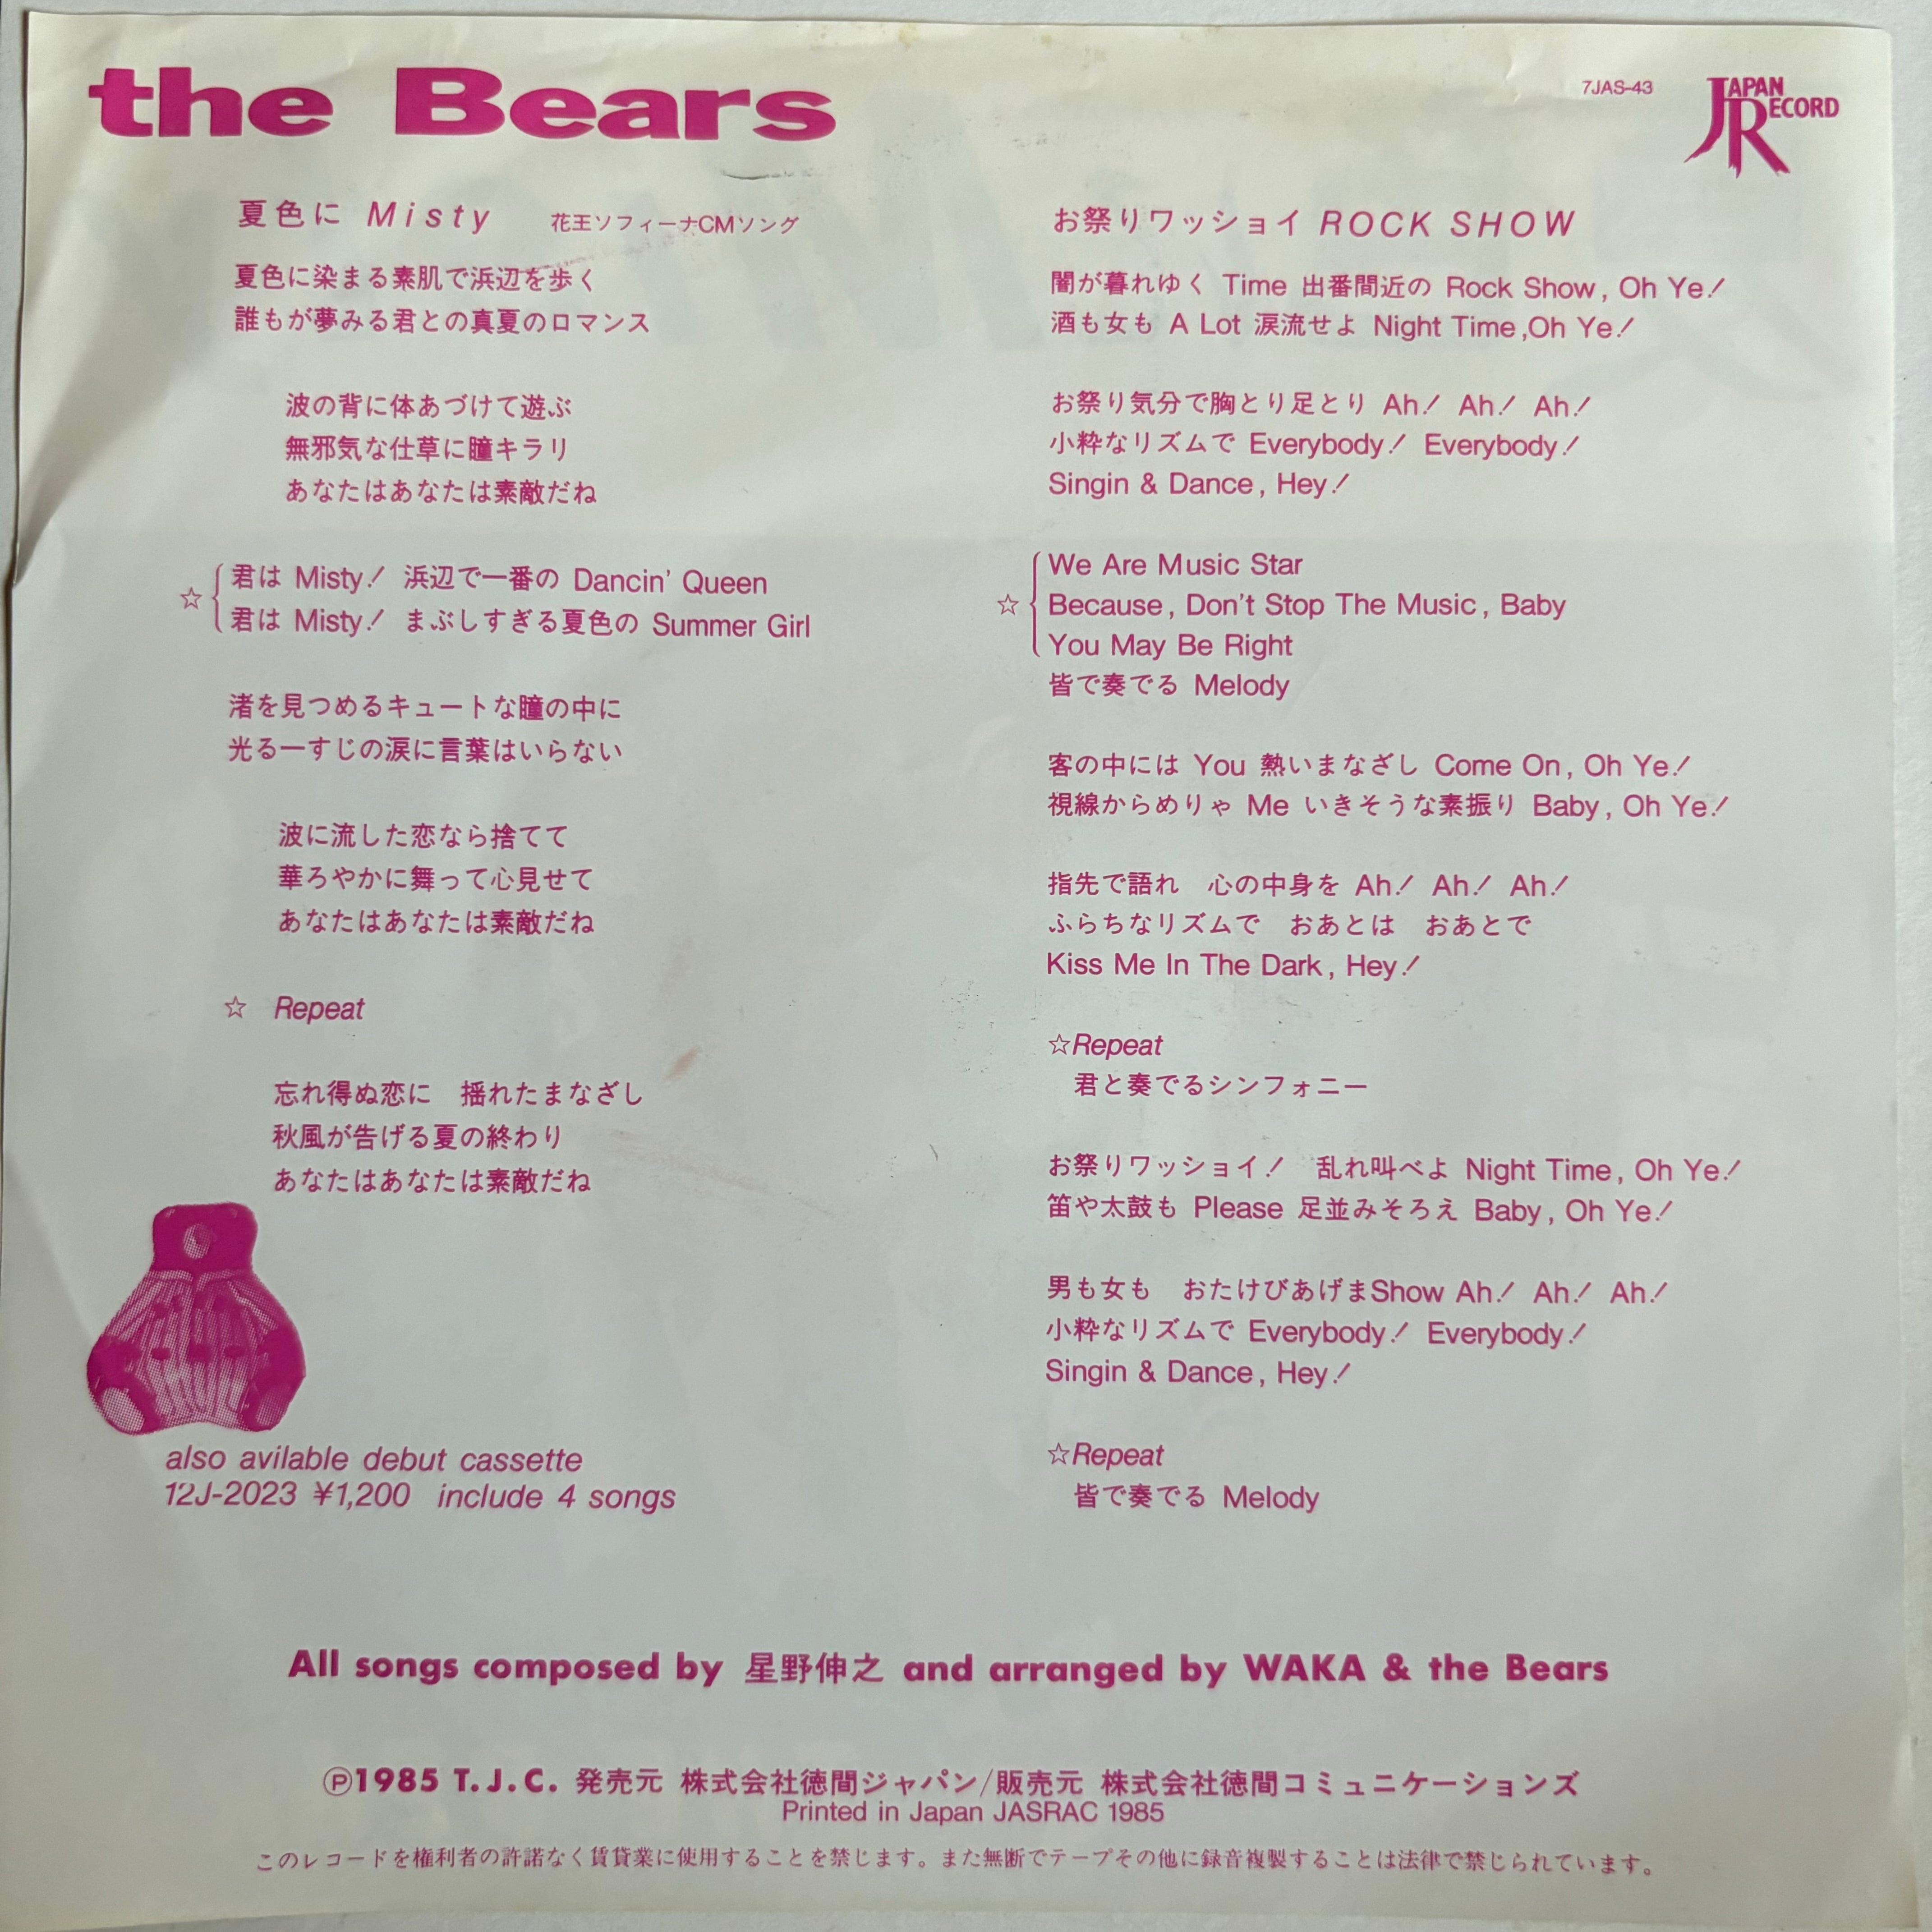 the Bears
7JAS-43
JAPAN RECORD
夏色に Misty 花王ソフィーナCMソング
夏色に染まる素肌で浜辺を歩く
誰もが夢みる君との真夏のロマンス
波の背に体あづけて遊ぶ
無邪気な仕草に瞳キラリ
あなたはあなたは素敵だね
☆ 君は Misty! 浜辺で一番の Dancin' Queen
君は Misty! まぶしすぎる夏色の Summer Girl
渚を見つめるキュートな瞳の中に
光る一すじの涙に言葉はいらない
波に流した恋なら捨てて
華ろやかに舞って心見せて
あなたはあなたは素敵だね
☆ Repeat
忘れ得ぬ恋に 揺れたまなざし
秋風が告げる夏の終わり
あなたはあなたは素敵だね
also avilable debut cassette
12J-2023 ¥1,200 include 4 songs
お祭りワッショイ ROCK SHOW
闇が暮れゆく Time 出番間近の Rock Show, Oh Ye!
酒も女も A Lot 涙流せよ Night Time,Oh Ye!
お祭り気分で胸とり足とり Ah! Ah! Ah!
小粋なリズムで Everybody! Everybody!
Singin & Dance, Hey!
☆ We Are Music Star
Because, Don't Stop The Music, Baby
You May Be Right
皆で奏でる Melody
客の中には You 熱いまなざし Come On, Oh Ye!
視線からめりゃ Me いきそうな素振り Baby, Oh Ye!
指先で語れ 心の中身を Ah! Ah! Ah!
ふらちなリズムで おあとは おあとで
Kiss Me In The Dark, Hey!
☆Repeat
君と奏でるシンフォニー
お祭りワッショイ! 乱れ叫べよ Night Time, Oh Ye!
笛や太鼓も Please 足並みそろえ Baby, Oh Ye!
男も女も おたけびあげまShow Ah! Ah! Ah!
小粋なリズムで Everybody! Everybody!
Singin & Dance, Hey!
☆Repeat
皆で奏でる Melody
All songs composed by 星野伸之 and arranged by WAKA & the Bears
Ⓟ1985 T.J.C. 発売元 株式会社徳間ジャパン/販売元 株式会社徳間コミュニケーションズ
Printed in Japan JASRAC 1985
このレコードを権利者の許諾なく賃貸業に使用することを禁じます。また無断でテープその他に録音複製することは法律で禁じられています。